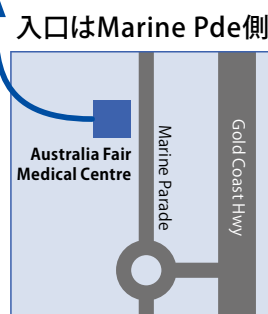 入口はMarine Pde側
Australia Fair
Medical Centre
Marine Parade
Gold Coast Hwy